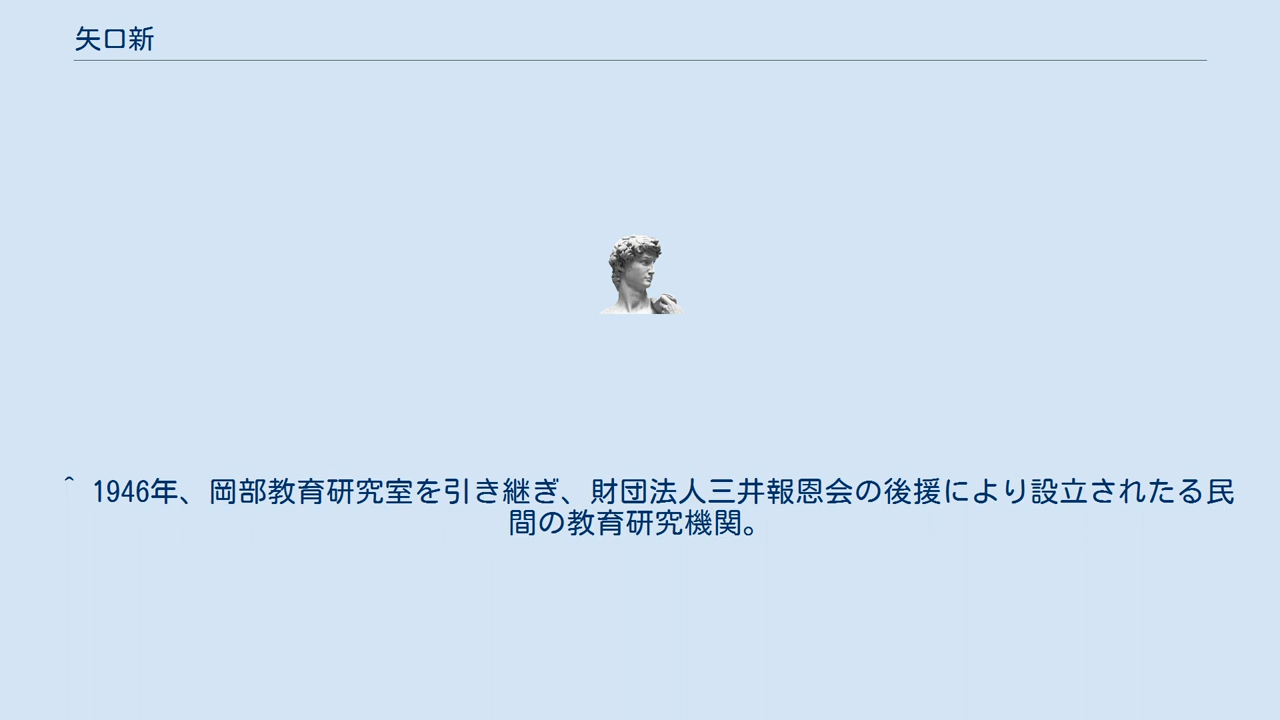 矢口新
^ 1946年、岡部教育研究室を引き継ぎ、財団法人三井報恩会の後援により設立されたる民
間の教育研究機関。